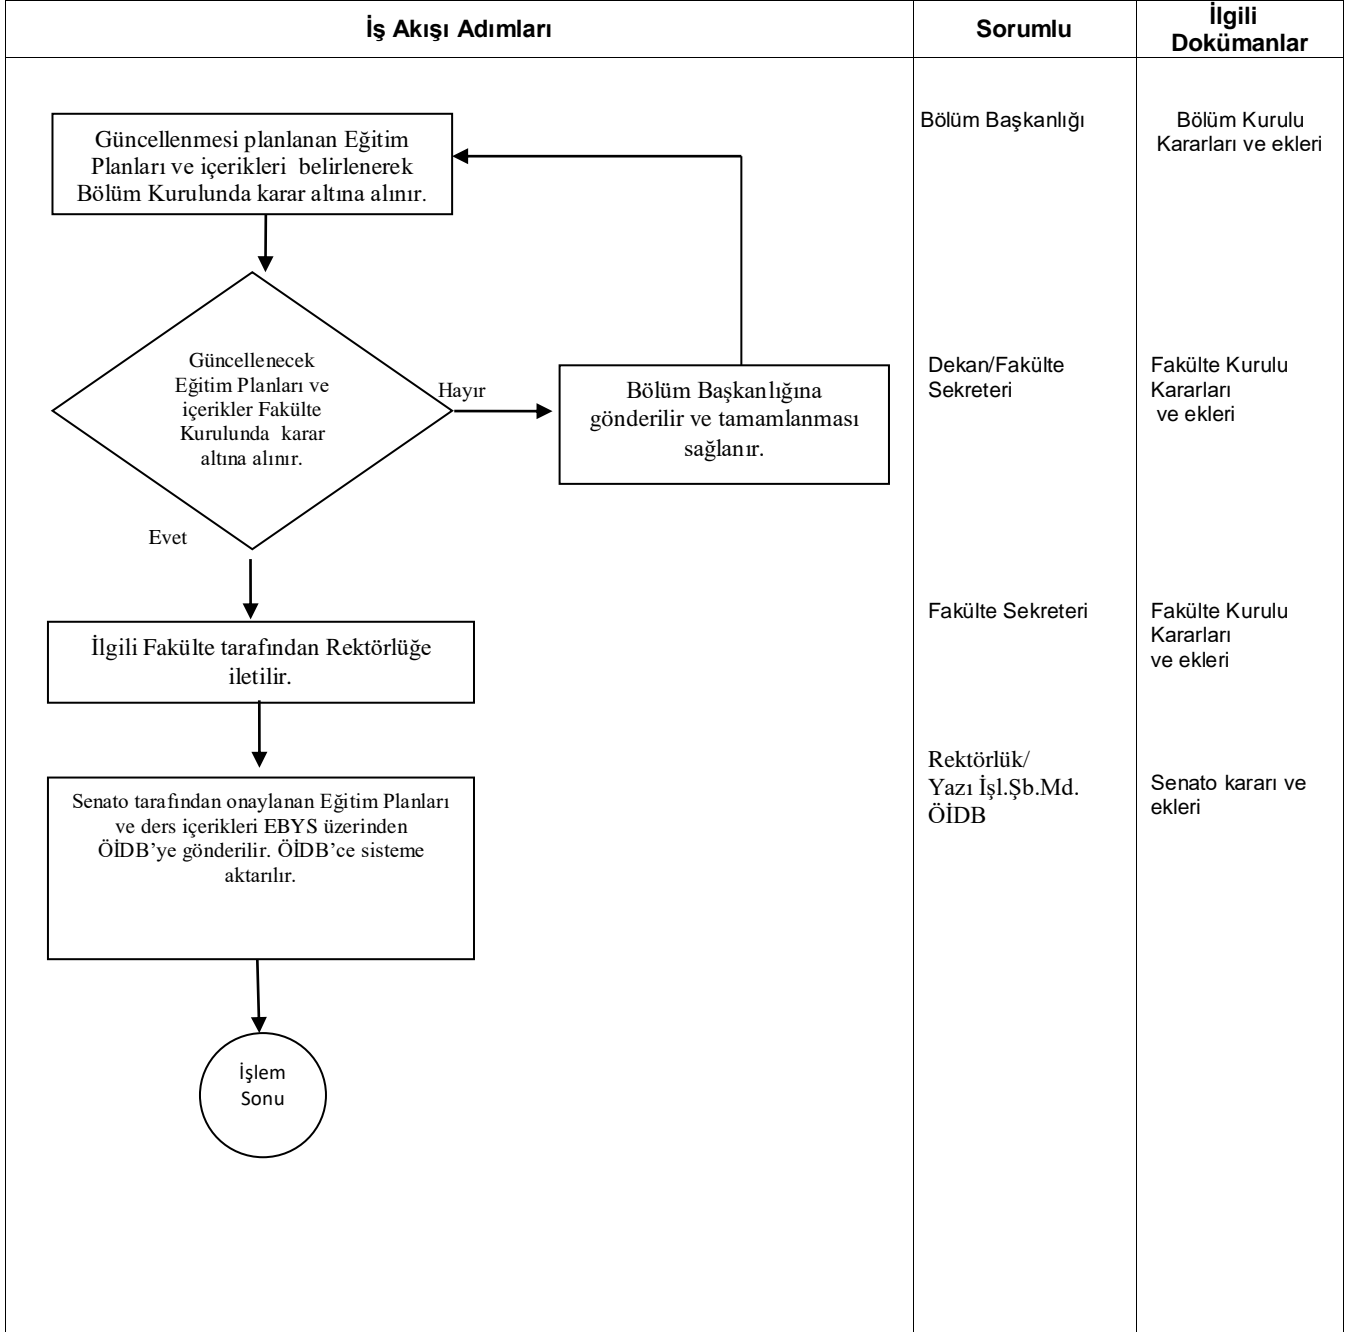 İş Akışı Adımları
Sorumlu
İlgili
Dokümanlar
Güncellenmesi planlanan Eğitim
Planları ve içerikleri belirlenerek
Bölüm Kurulunda karar altına alınır.
Bölüm Başkanlığı
Bölüm Kurulu
Kararları ve ekleri
Güncellenecek
Eğitim Planları ve
içerikler Fakülte
Kurulunda karar
altına alınır.
Hayır
Bölüm Başkanlığına
gönderilir ve tamamlanması
sağlanır.
Dekan/Fakülte
Sekreteri
Fakülte Kurulu
Kararları
ve ekleri
Evet
İlgili Fakülte tarafından Rektörlüğe
iletilir.
Fakülte Sekreteri
Fakülte Kurulu
Kararları
ve ekleri
Senato tarafından onaylanan Eğitim Planları
ve ders içerikleri EBYS üzerinden
ÖİDB’ye gönderilir. ÖİDB’ce sisteme
aktarılır.
Rektörlük/
Yazı İşl.Şb.Md.
ÖİDB
Senato kararı ve
ekleri
İşlem
Sonu